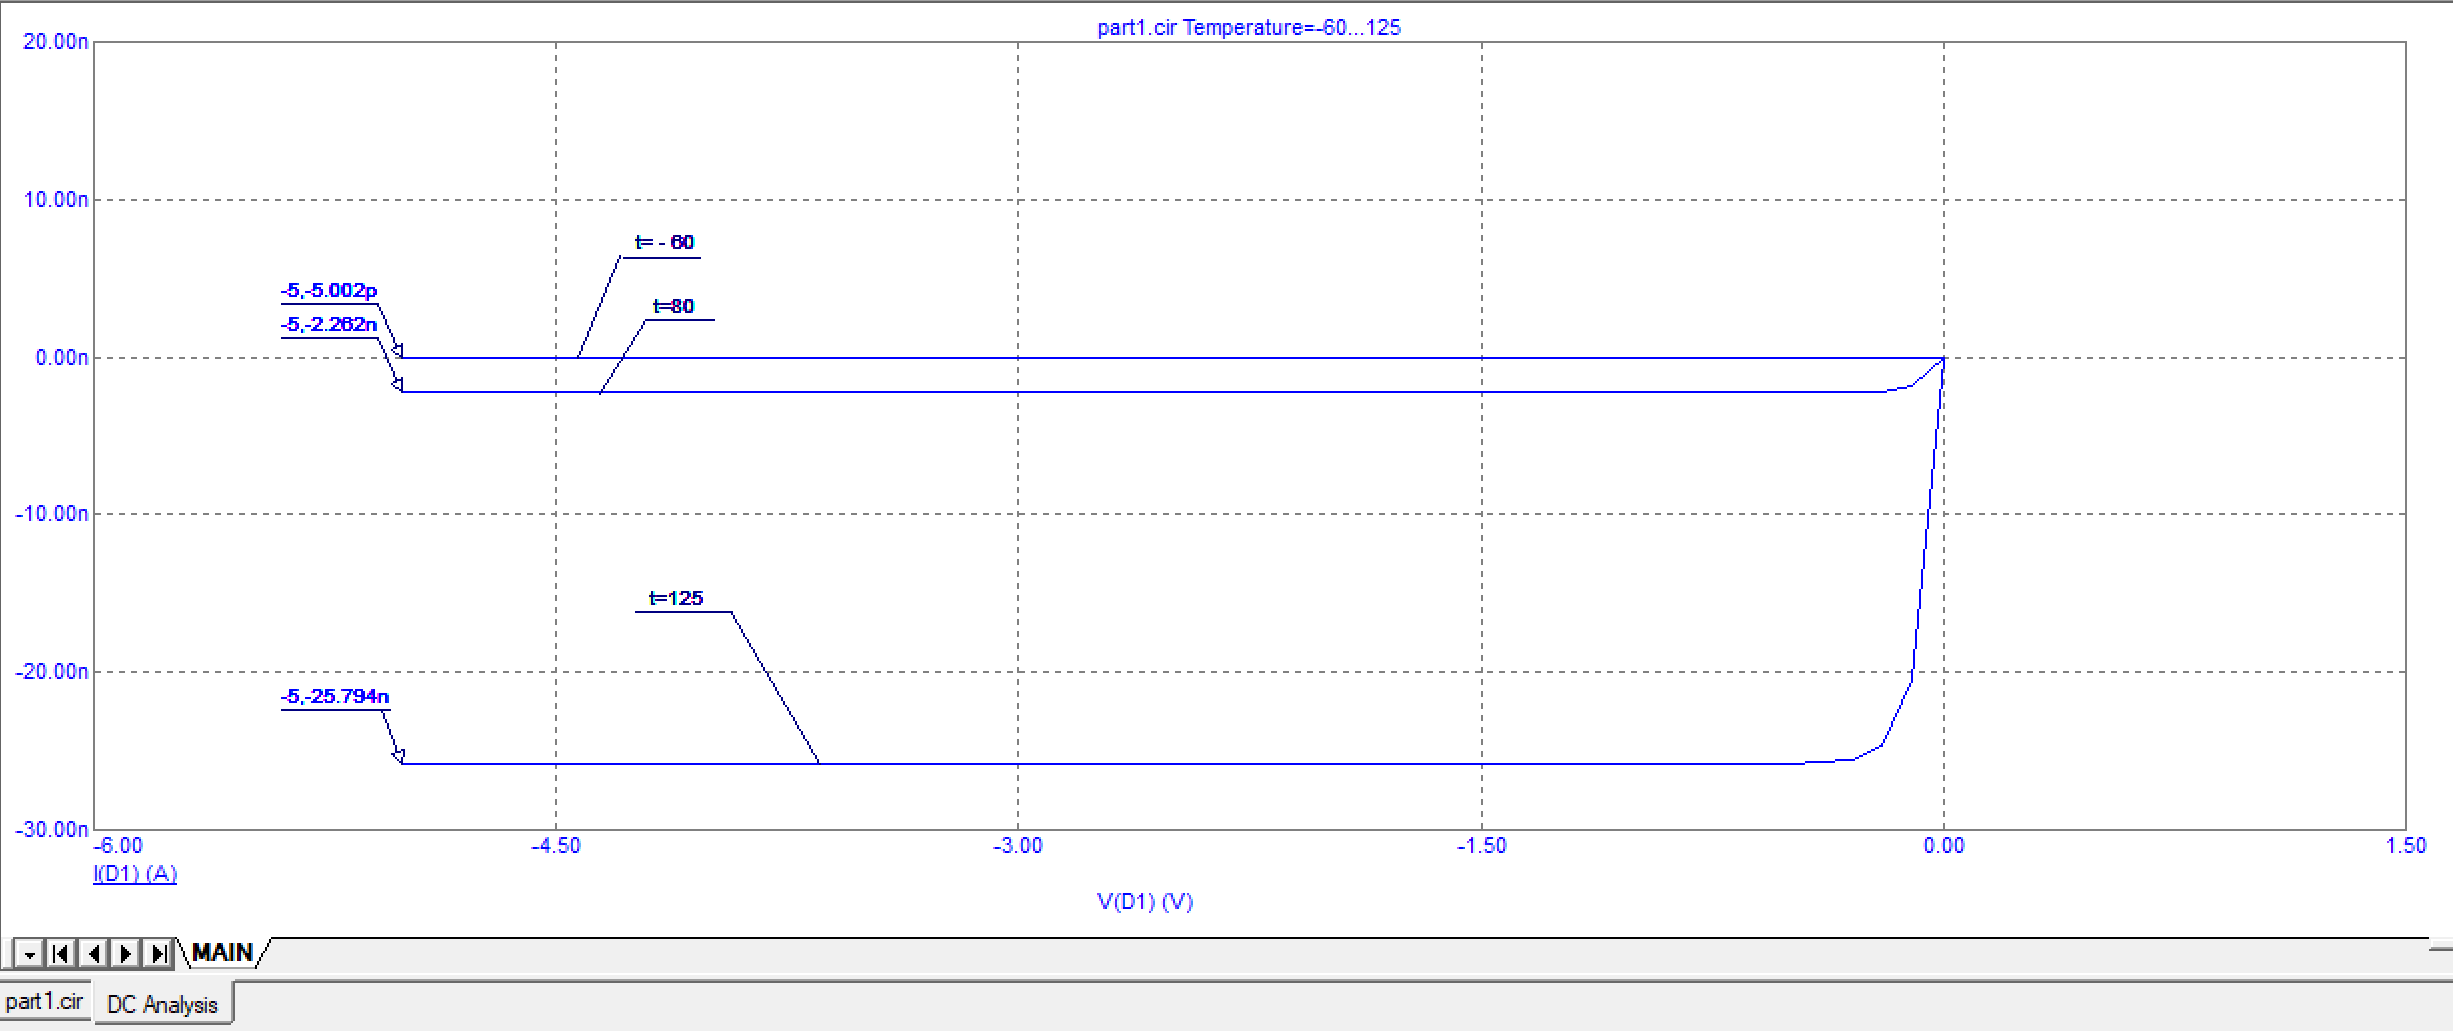 part1.cir Temperature=-60...125
20.00n
10.00n
t= - 60
-5,-5.002p
t=80
-5,-2.262n
0.00n
-10.00n
t=125
-20.00n
-5,-25.794n
-30.00n
-6.00 -4.50 -3.00 -1.50 0.00 1.50
I(D1) (A)
V(D1) (V)
MAIN
part1.cir DC Analysis